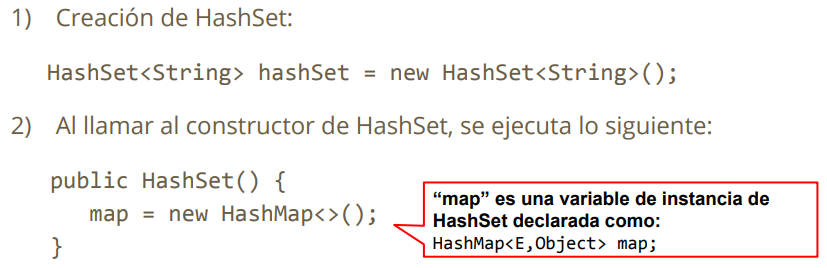 1) Creación de HashSet:
HashSet<String> hashSet = new HashSet<String>();
2) Al llamar al constructor de HashSet, se ejecuta lo siguiente:
public HashSet() {
map = new HashMap<>();
}
“map” es una variable de instancia de
HashSet declarada como:
HashMap<E,Object> map;